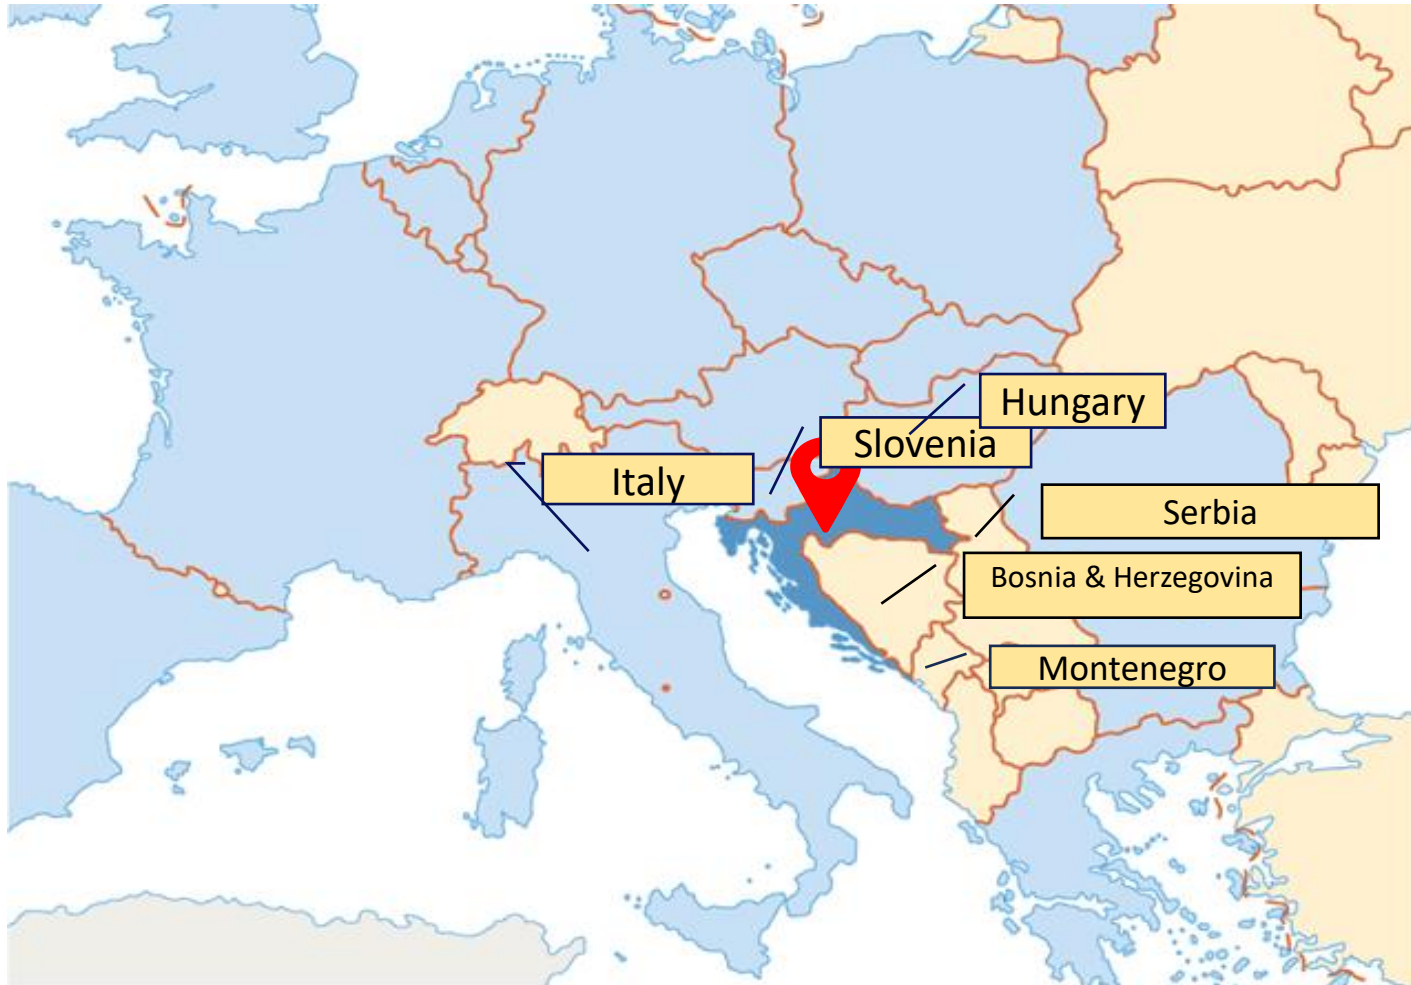 Hungary
Slovenia
Italy
Serbia
Bosnia & Herzegovina
Montenegro